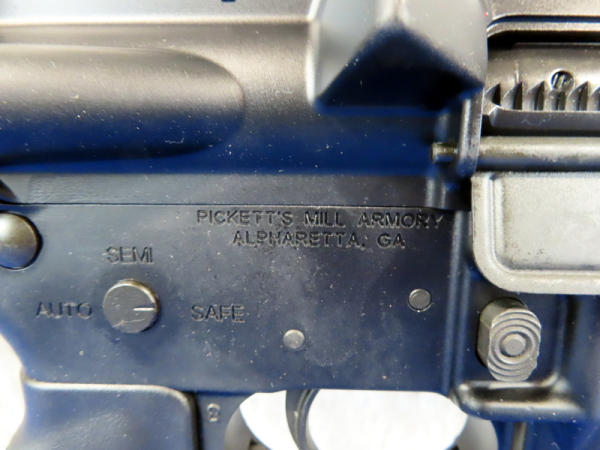 PICKETT'S MILL ARMORY
ALPHARETTA, GA
SEMI
AUTO
SAFE